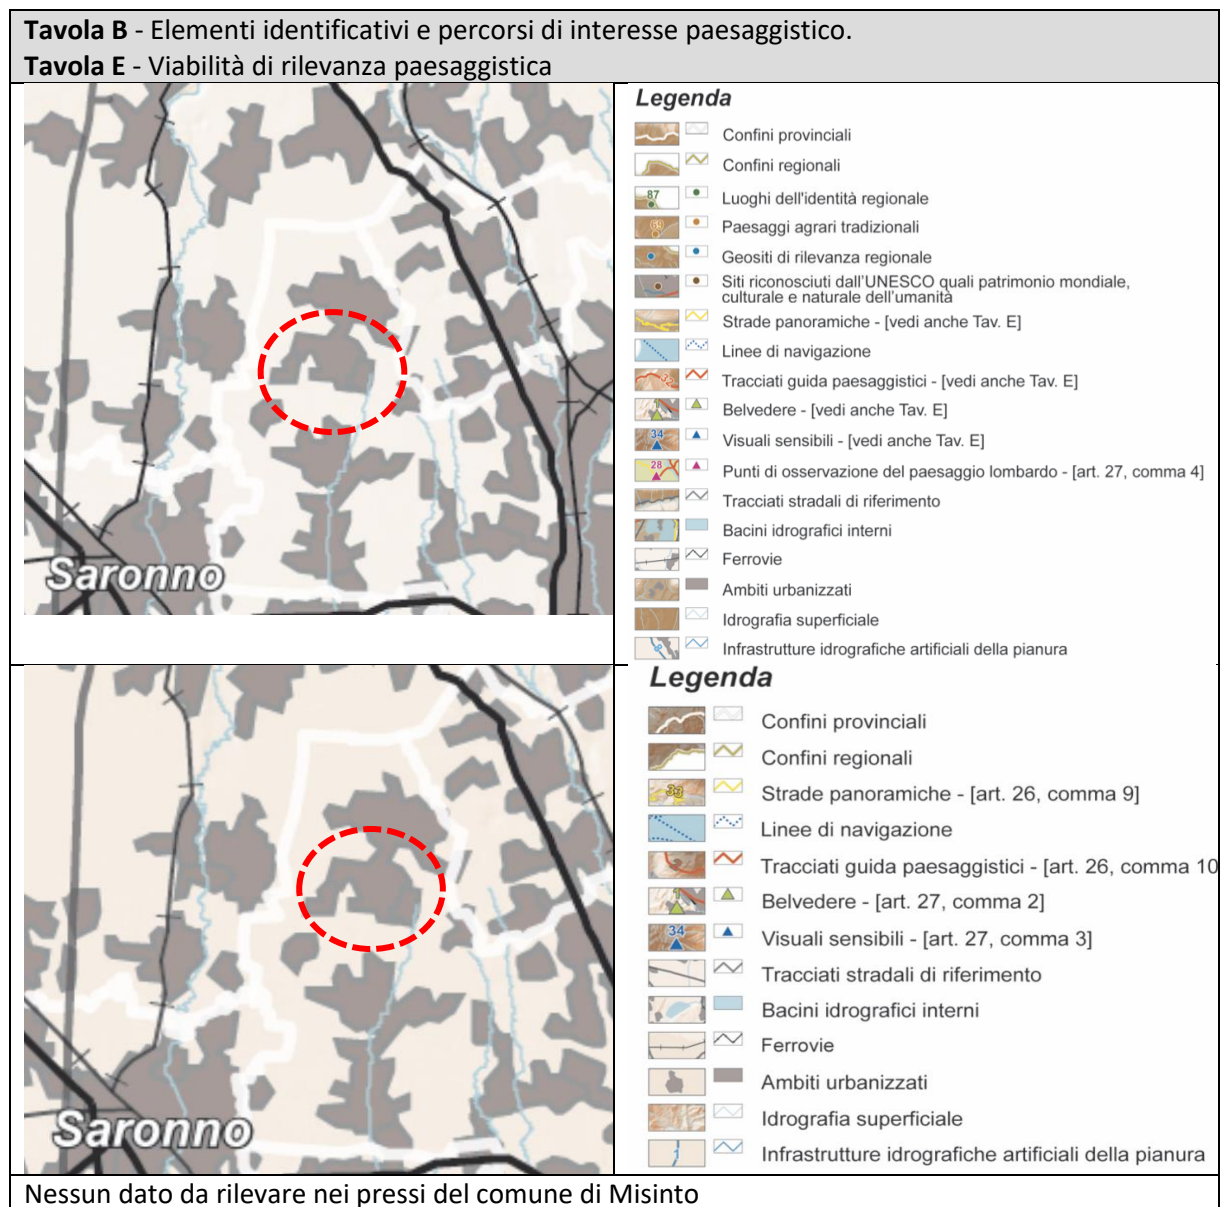 Tavola B - Elementi identificativi e percorsi di interesse paesaggistico.
Tavola E - Viabilità di rilevanza paesaggistica
Saronno
Legenda
Confini provinciali
Confini regionali
87
Luoghi dell'identità regionale
69
Paesaggi agrari tradizionali
Geositi di rilevanza regionale
Siti riconosciuti dall'UNESCO quali patrimonio mondiale,
culturale e naturale dell'umanità
Strade panoramiche - [vedi anche Tav. E]
Linee di navigazione
32
Tracciati guida paesaggistici - [vedi anche Tav. E]
Belvedere - [vedi anche Tav. E]
34
Visuali sensibili - [vedi anche Tav. E]
28
Punti di osservazione del paesaggio lombardo - [art. 27, comma 4]
Tracciati stradali di riferimento
Bacini idrografici interni
Ferrovie
Ambiti urbanizzati
Idrografia superficiale
Infrastrutture idrografiche artificiali della pianura
Saronno
Legenda
Confini provinciali
Confini regionali
33
Strade panoramiche - [art. 26, comma 9]
Linee di navigazione
Tracciati guida paesaggistici - [art. 26, comma 10
Belvedere - [art. 27, comma 2]
34
Visuali sensibili - [art. 27, comma 3]
Tracciati stradali di riferimento
Bacini idrografici interni
Ferrovie
Ambiti urbanizzati
Idrografia superficiale
Infrastrutture idrografiche artificiali della pianura
Nessun dato da rilevare nei pressi del comune di Misinto